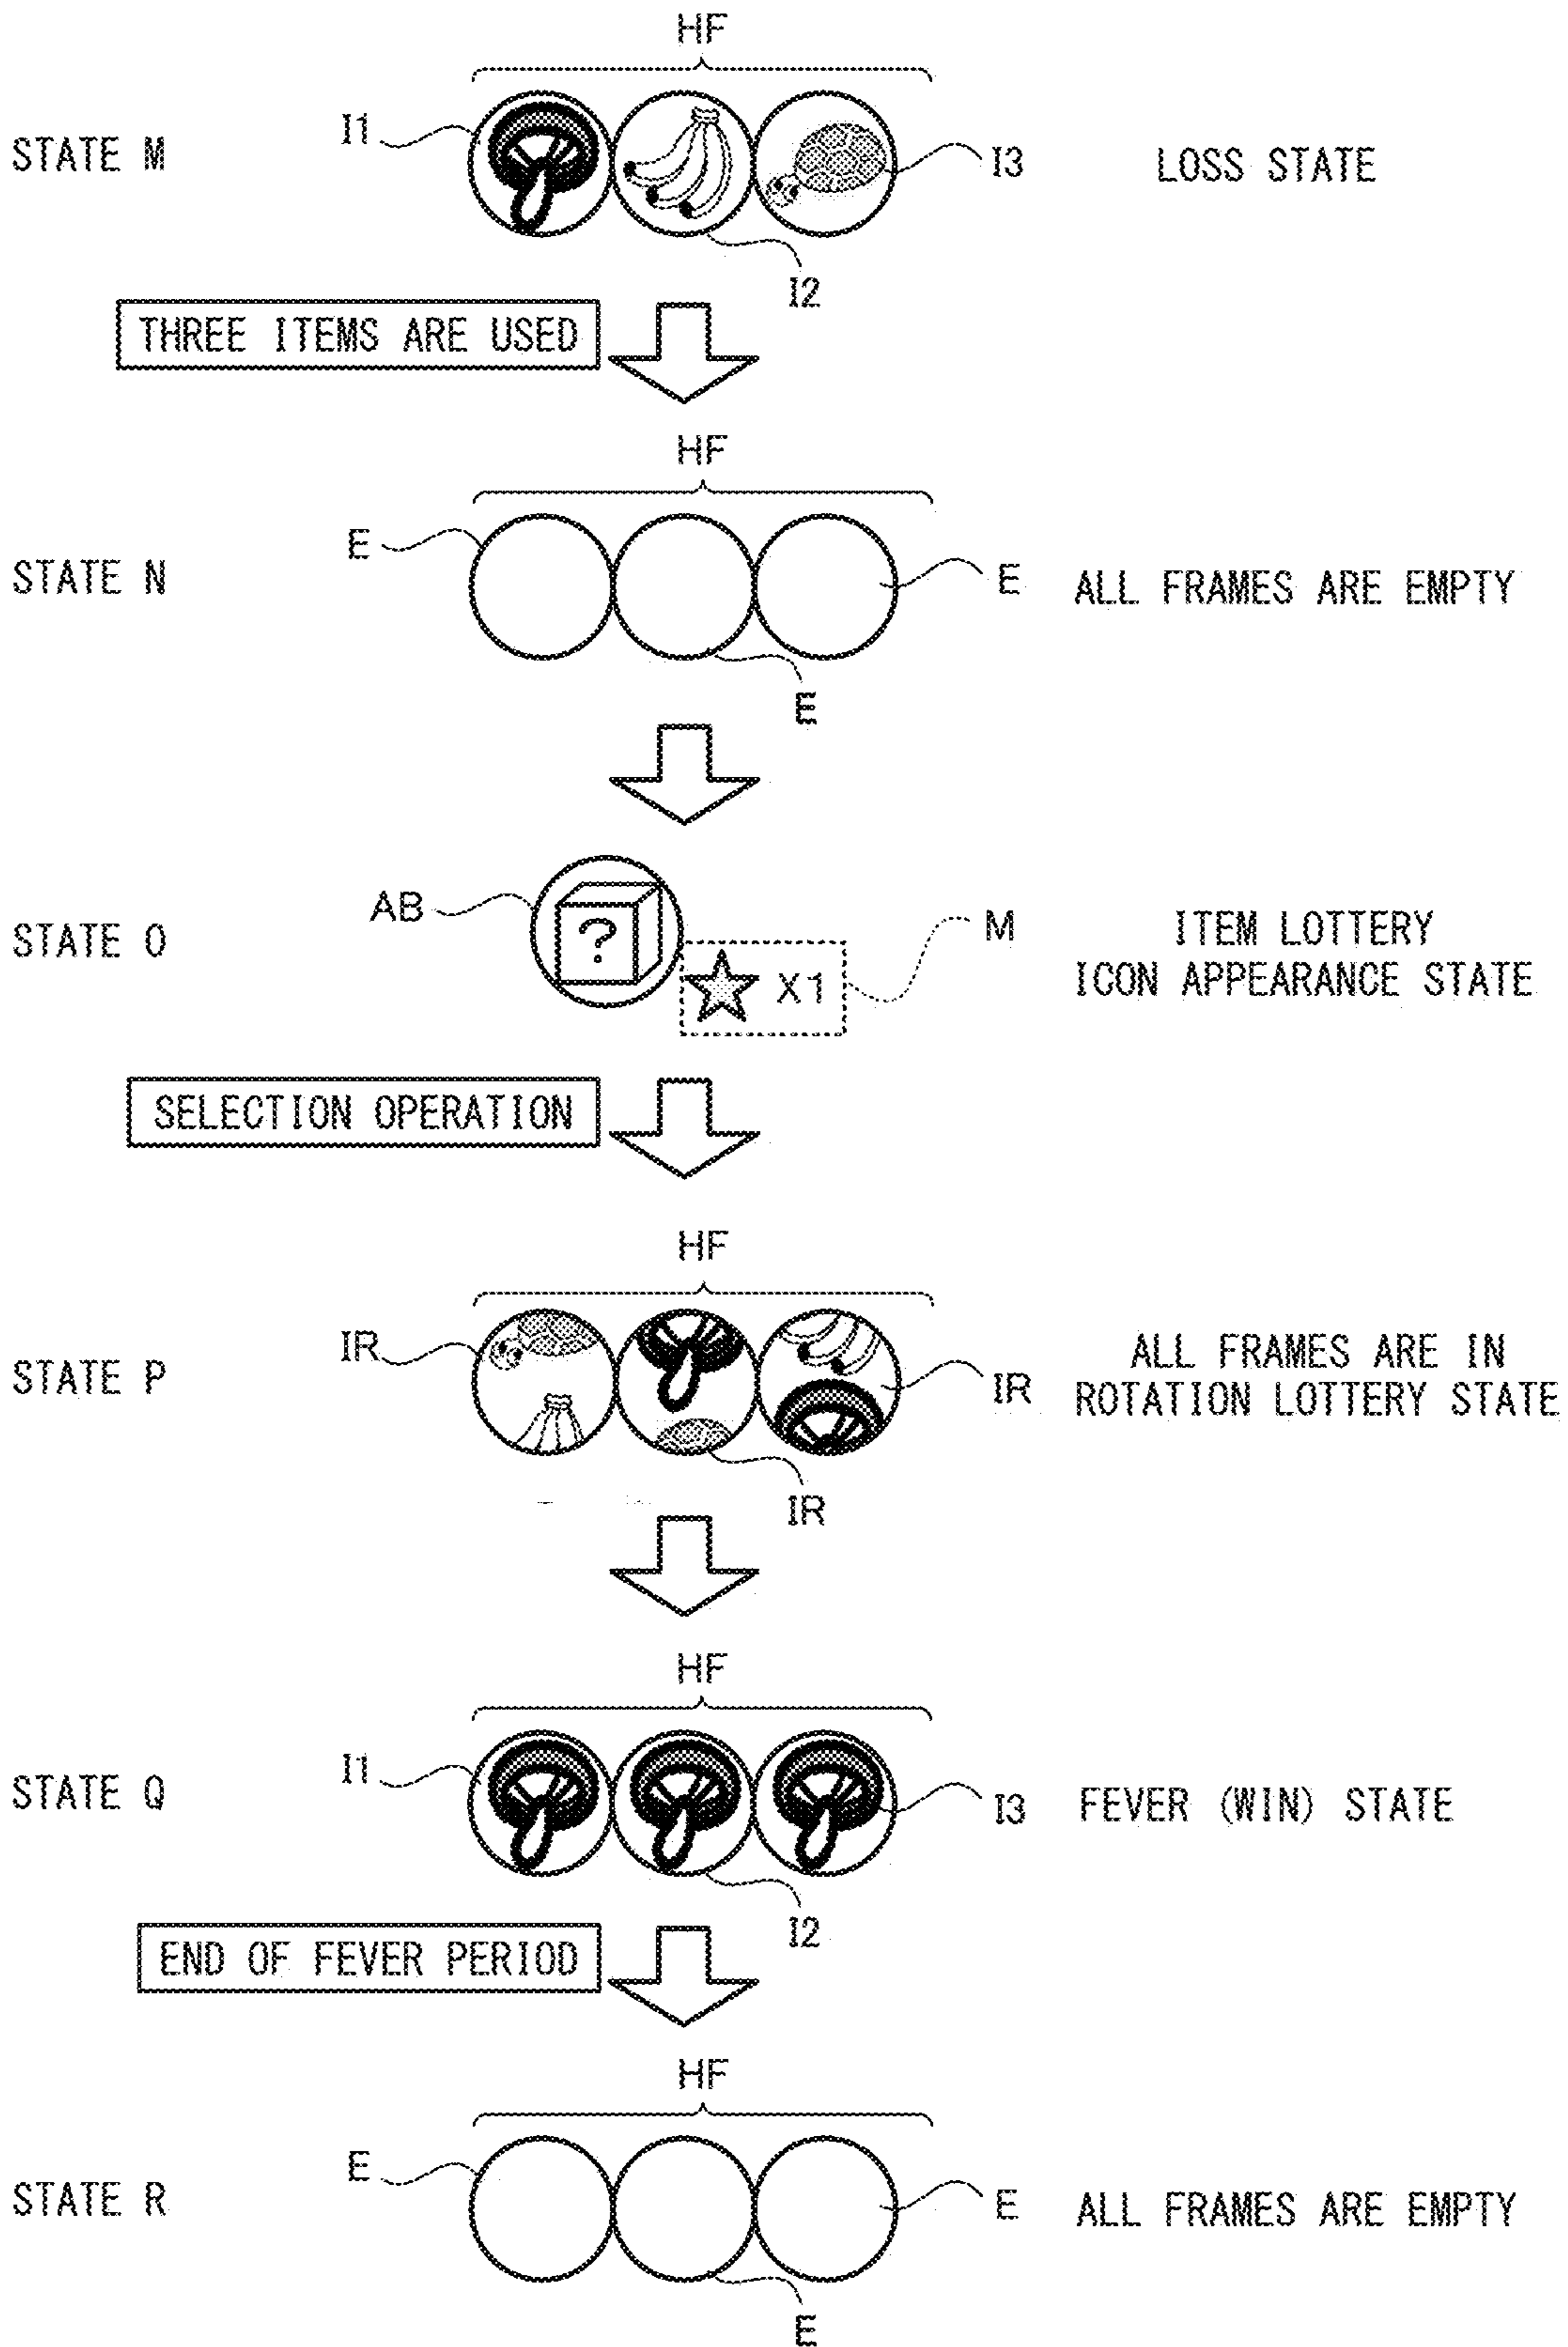 HF
I1
STATE M
I3
LOSS STATE
I2
THREE ITEMS ARE USED
HF
E
STATE N
E
ALL FRAMES ARE EMPTY
E
AB
?
STATE O
M
X1
ITEM LOTTERY
ICON APPEARANCE STATE
SELECTION OPERATION
HF
IR
STATE P
IR
ALL FRAMES ARE IN
ROTATION LOTTERY STATE
IR
HF
I1
STATE Q
I3
FEVER (WIN) STATE
I2
END OF FEVER PERIOD
HF
E
STATE R
E
ALL FRAMES ARE EMPTY
E